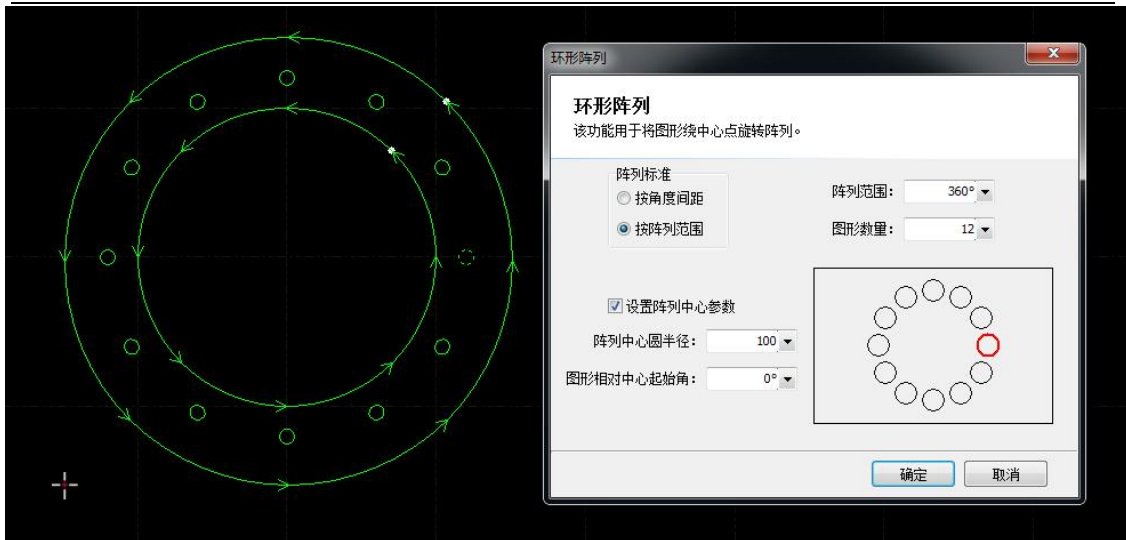 环形阵列
环形阵列
该功能用于将图形绕中心点旋转阵列。
阵列标准
按角度间距
按阵列范围
阵列范围： 360°
图形数量： 12
设置阵列中心参数
阵列中心圆半径： 100
图形相对中心起始角： 0°
确定 取消